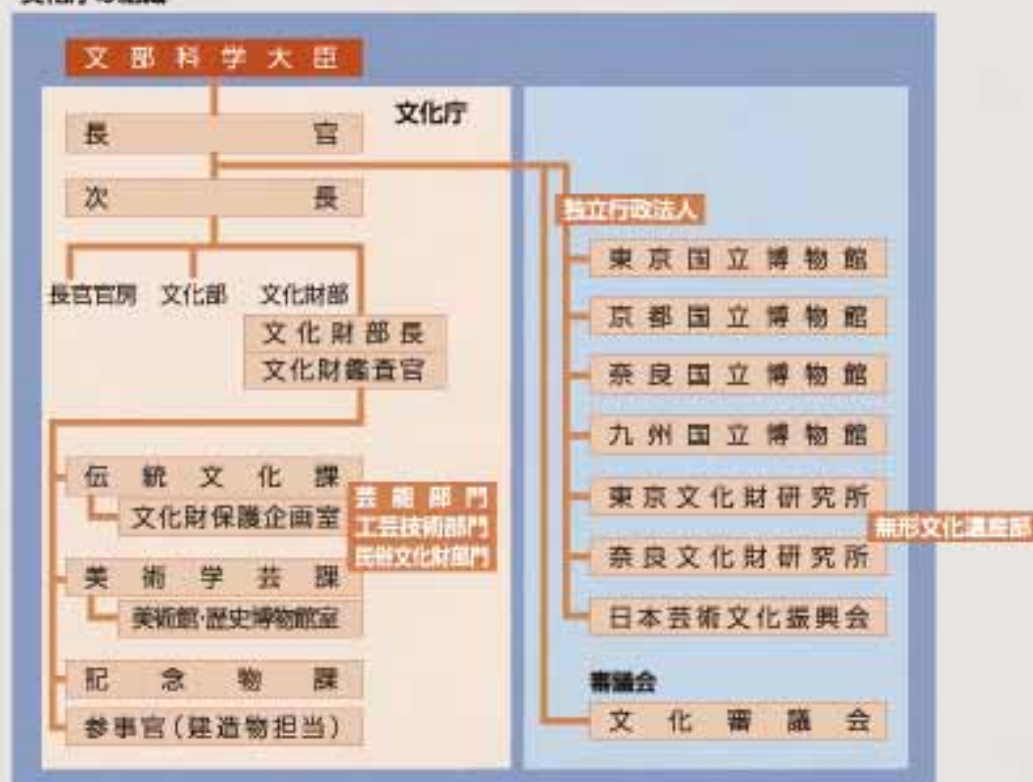 文部科学大臣
文化庁
長官
次長
長官官房 文化部 文化財部
文化財部長
文化財鑑査官
伝統文化課
文化財保護企画室
芸能部門
工芸技術部門
民俗文化財部門
美術学芸課
美術館・歴史博物館室
記念物課
参事官(建造物担当)
独立行政法人
東京国立博物館
京都国立博物館
奈良国立博物館
九州国立博物館
東京文化財研究所
無形文化遺産部
奈良文化財研究所
日本芸術文化振興会
審議会
文化審議会